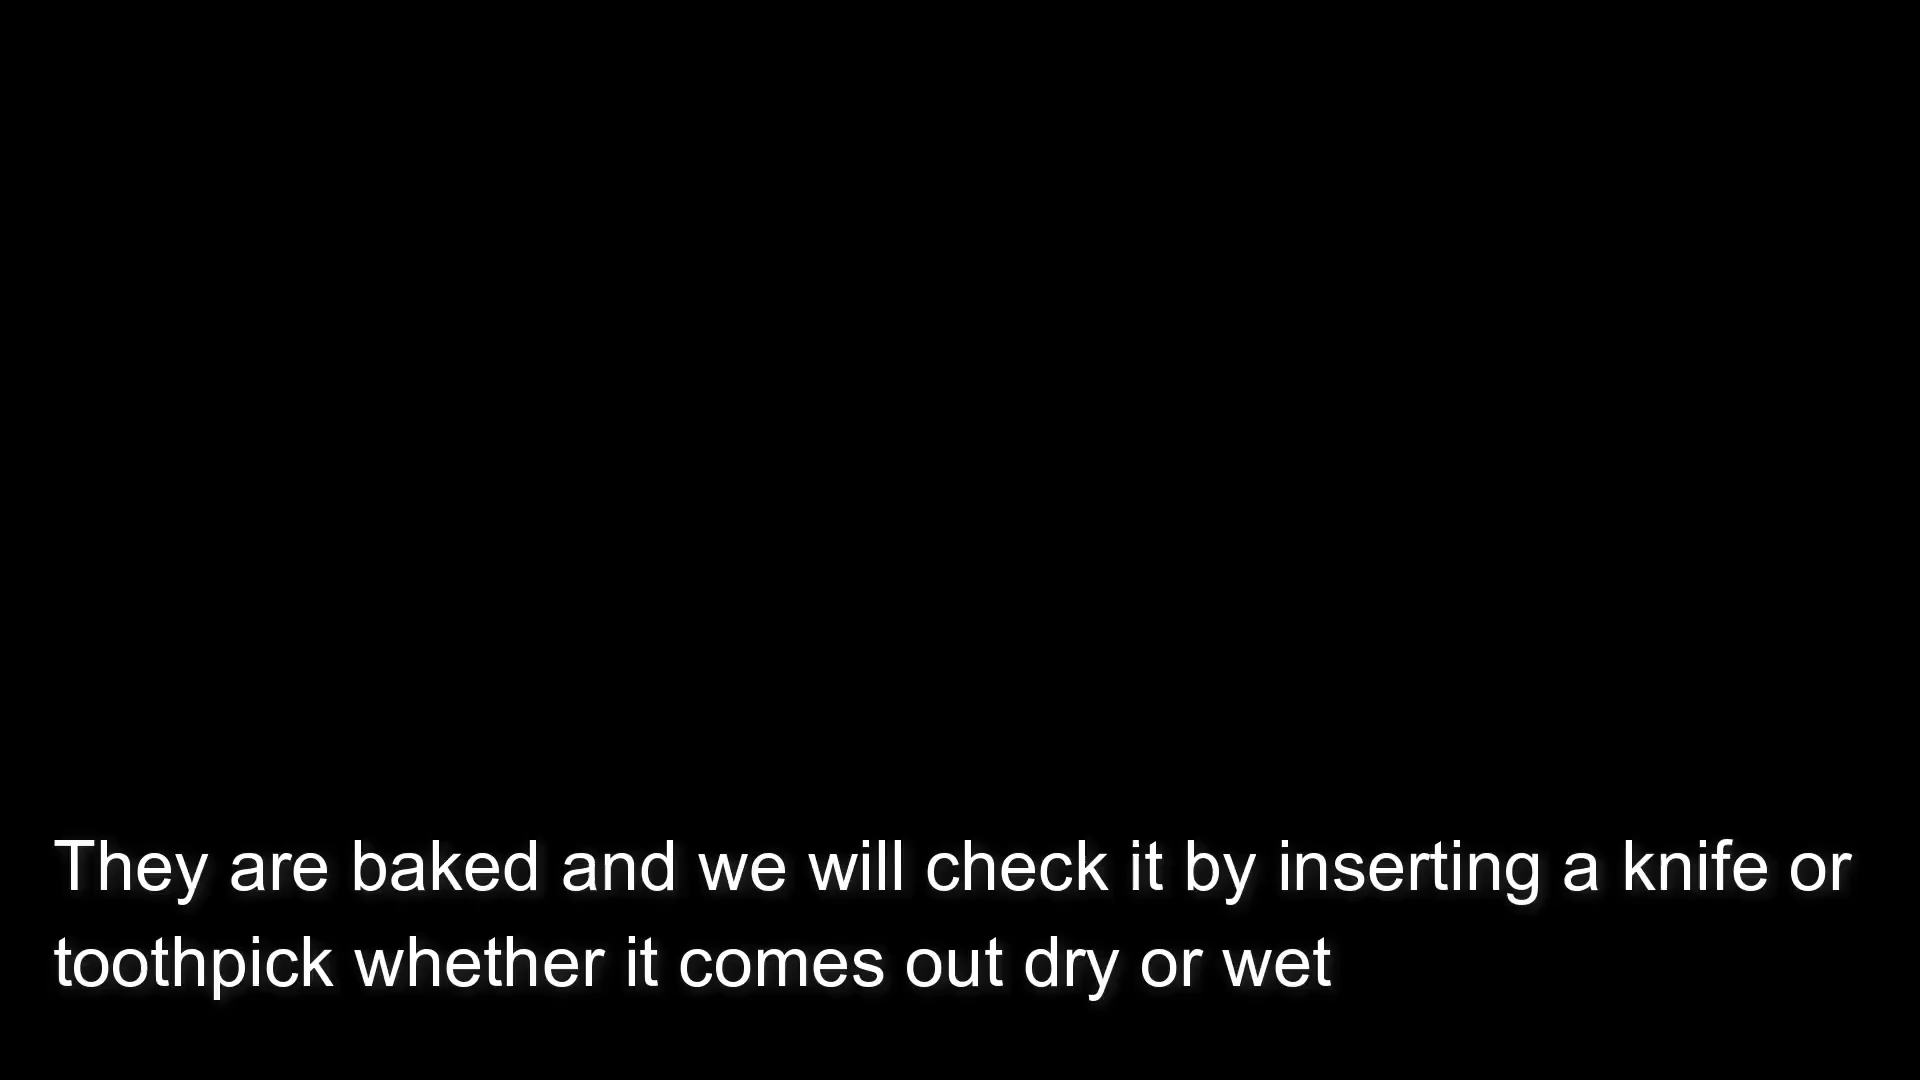 They are baked and we will check it by inserting a knife or
toothpick whether it comes out dry or wet